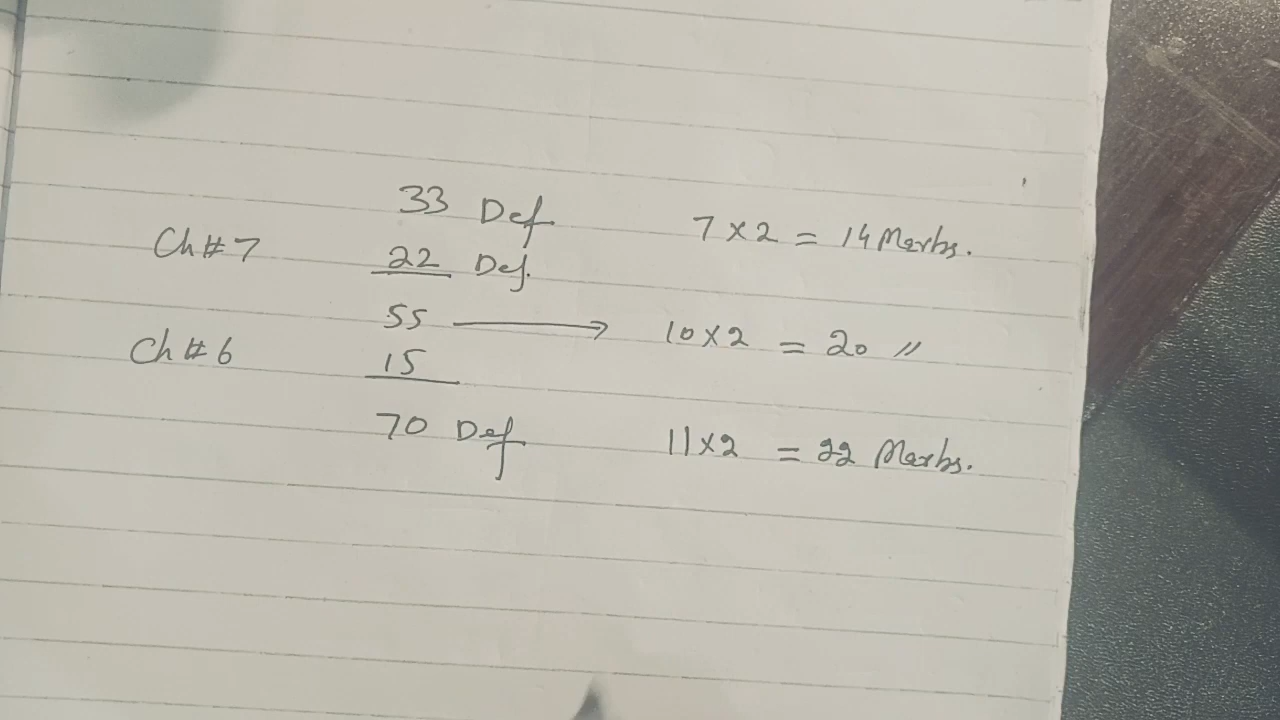 33 Def 7 x 2 = 14 Marks.
Ch # 7 22 Def.
55 → 10 x 2 = 20 〃
Ch # 6 15
70 Def 11 x 2 = 22 Marks.